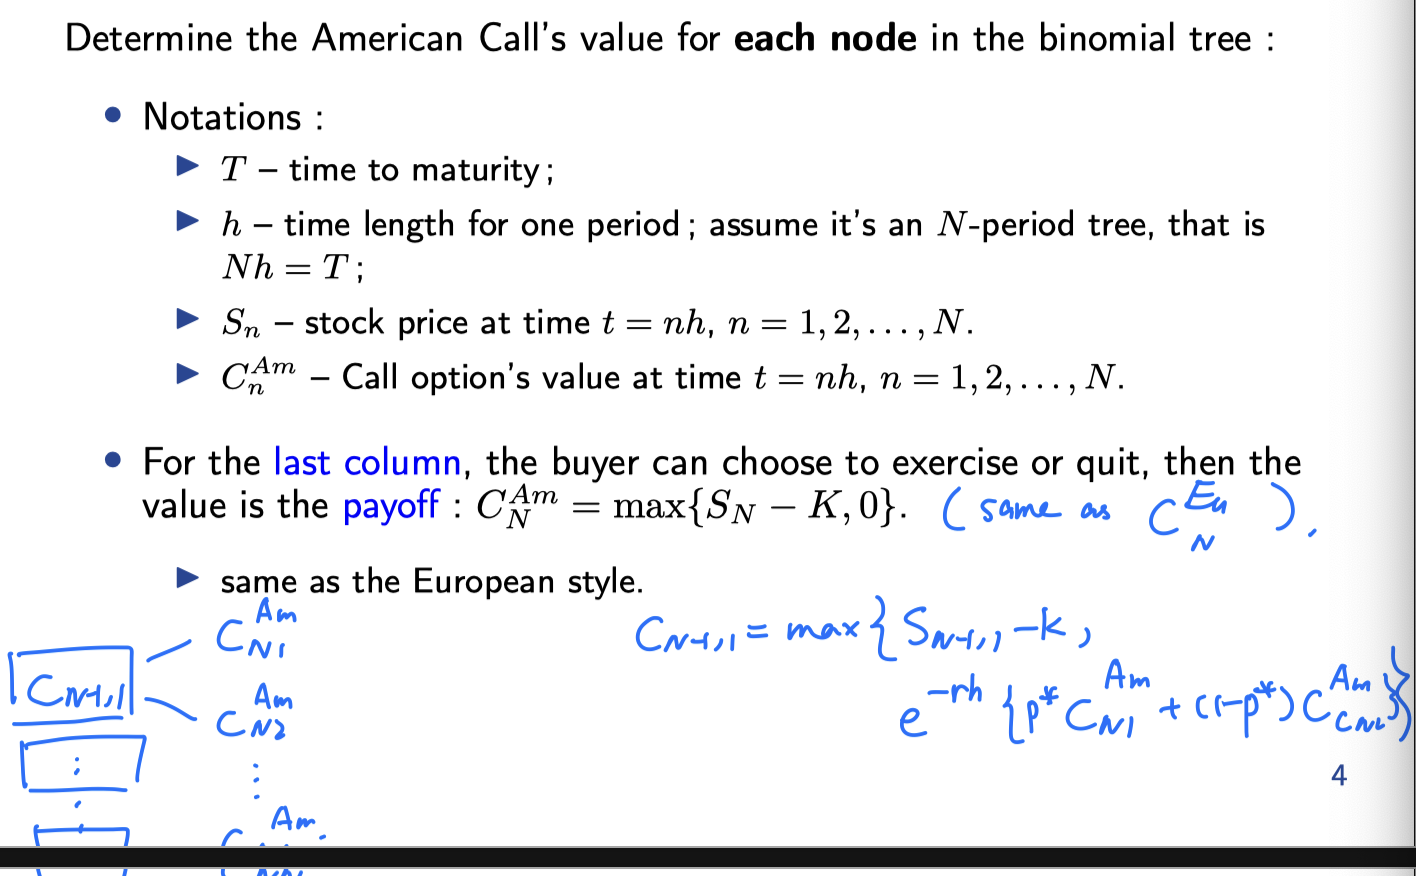 Determine the American Call's value for each node in the binomial tree :
• Notations :
▶ T – time to maturity ;
▶ h – time length for one period ; assume it's an N-period tree, that is
Nh = T ;
▶ S_n – stock price at time t = nh, n = 1, 2, . . . , N.
▶ C_n^{Am} – Call option's value at time t = nh, n = 1, 2, . . . , N.
• For the last column, the buyer can choose to exercise or quit, then the
value is the payoff : C_N^{Am} = max{S_N − K, 0}. (same as C_N^{Eu}).
▶ same as the European style.
C_{N1}^{Am}
C_{N-1,1} = max{S_{N-1,1} − k,
C_{N-1,1}
C_{N2}^{Am}
e^{−rh} {p* C_{N1}^{Am} + (1−p*) C_{CN2}^{Am}}}
⋮
⋮
4
Am.